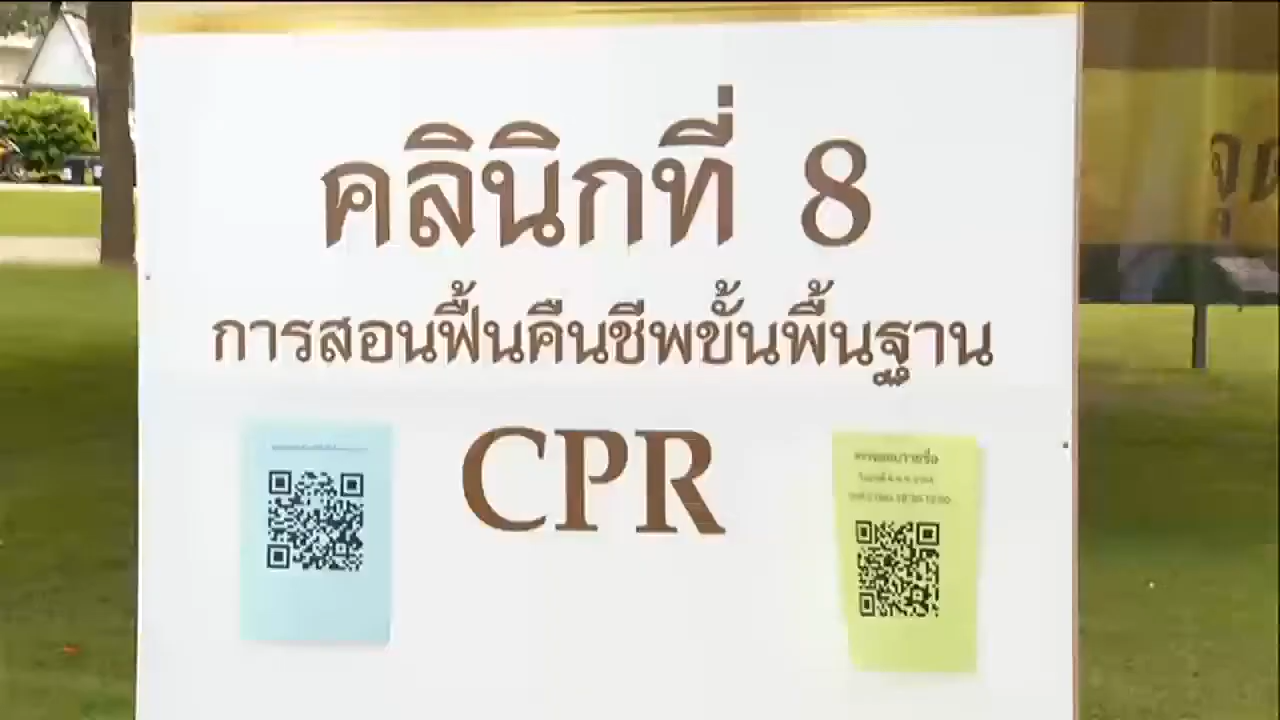 คลินิกที่ 8
การสอนฟื้นคืนชีพขั้นพื้นฐาน
CPR